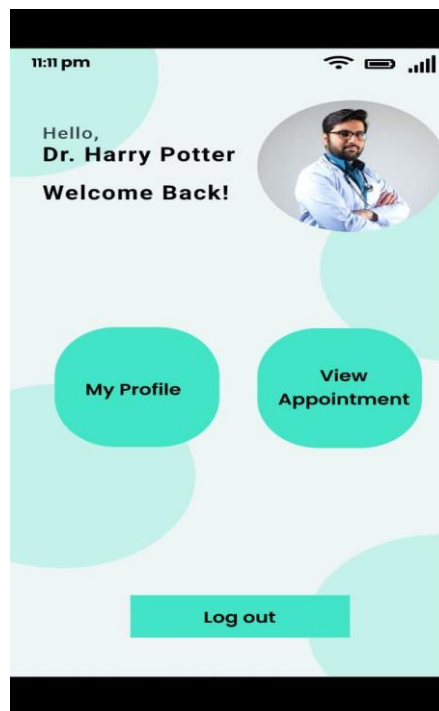 11:11 pm
Hello,
Dr. Harry Potter
Welcome Back!
My Profile
View
Appointment
Log out